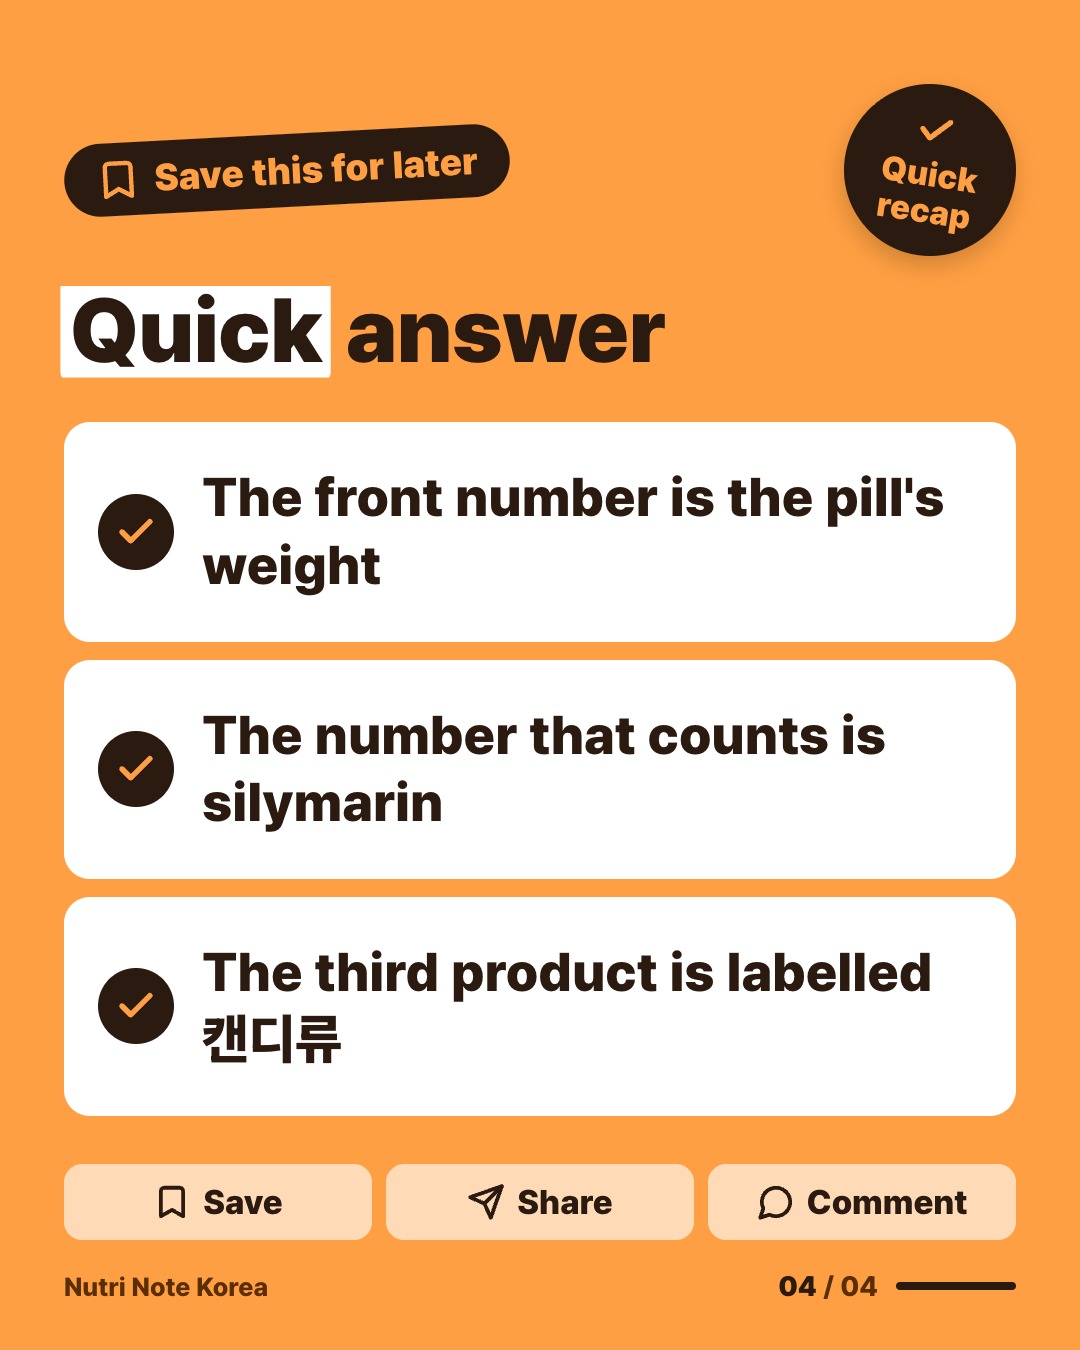 Save this for later
Quick
recap
Quick answer
The front number is the pill's
weight
The number that counts is
silymarin
The third product is labelled
캔디류
Save
Share
Comment
Nutri Note Korea
04 / 04